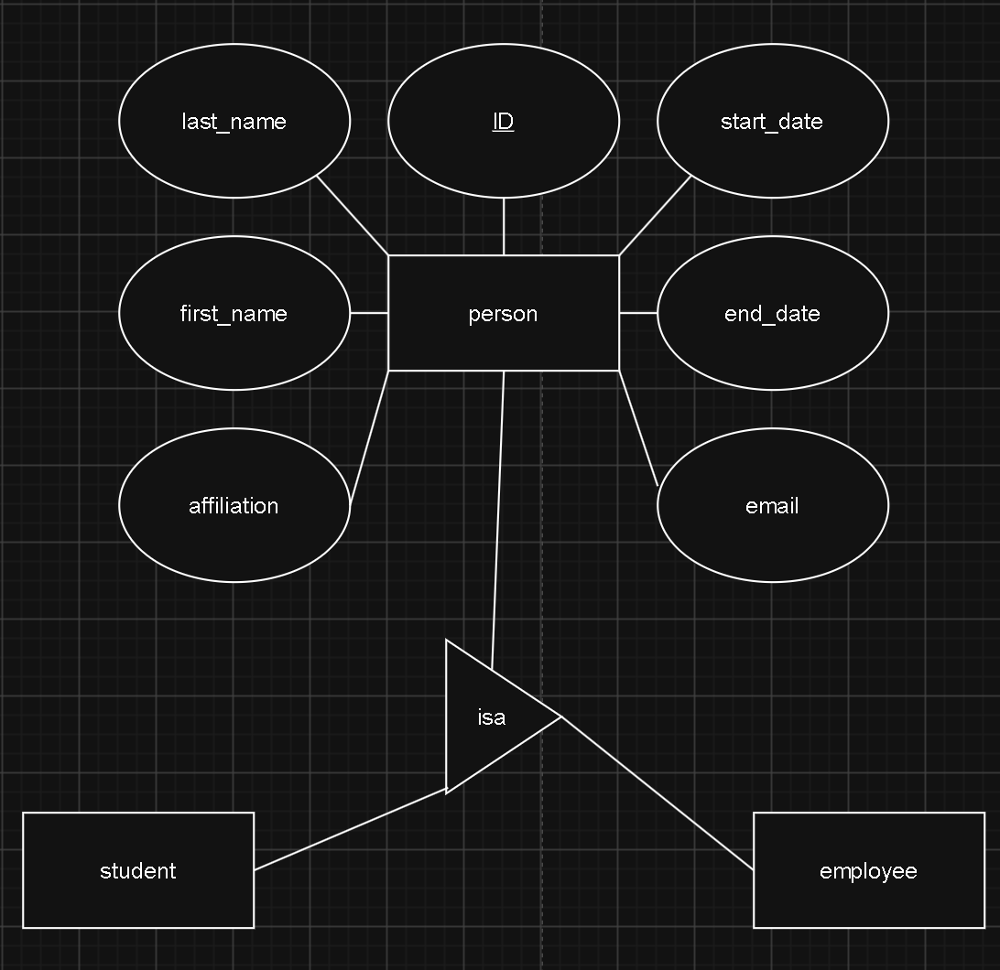 last_name
ID
start_date
first_name
person
end_date
affiliation
email
isa
student
employee